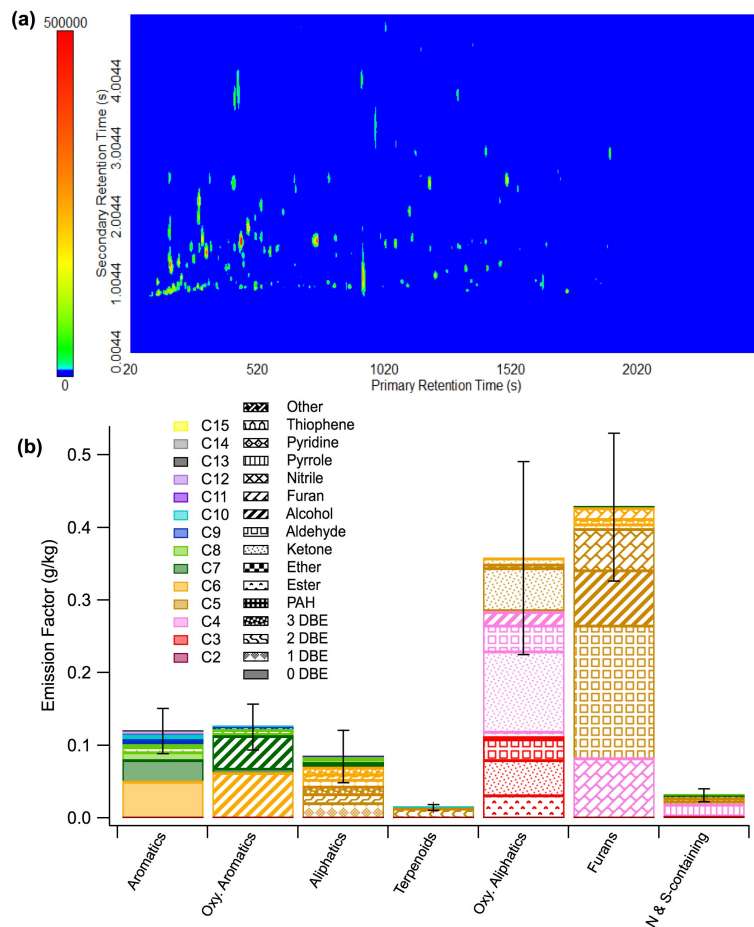 (a)
500000
0
Secondary Retention Time (s)
4.0044
3.0044
2.0044
1.0044
0.0044
20
520
1020
1520
2020
Primary Retention Time (s)
(b)
Emission Factor (g/kg)
0.5
0.4
0.3
0.2
0.1
0.0
C15
C14
C13
C12
C11
C10
C9
C8
C7
C6
C5
C4
C3
C2
Other
Thiophene
Pyridine
Pyrrole
Nitrile
Furan
Alcohol
Aldehyde
Ketone
Ether
Ester
PAH
3 DBE
2 DBE
1 DBE
0 DBE
Aromatics
Oxy. Aromatics
Aliphatics
Terpenoids
Oxy. Aliphatics
Furans
N & S-containing